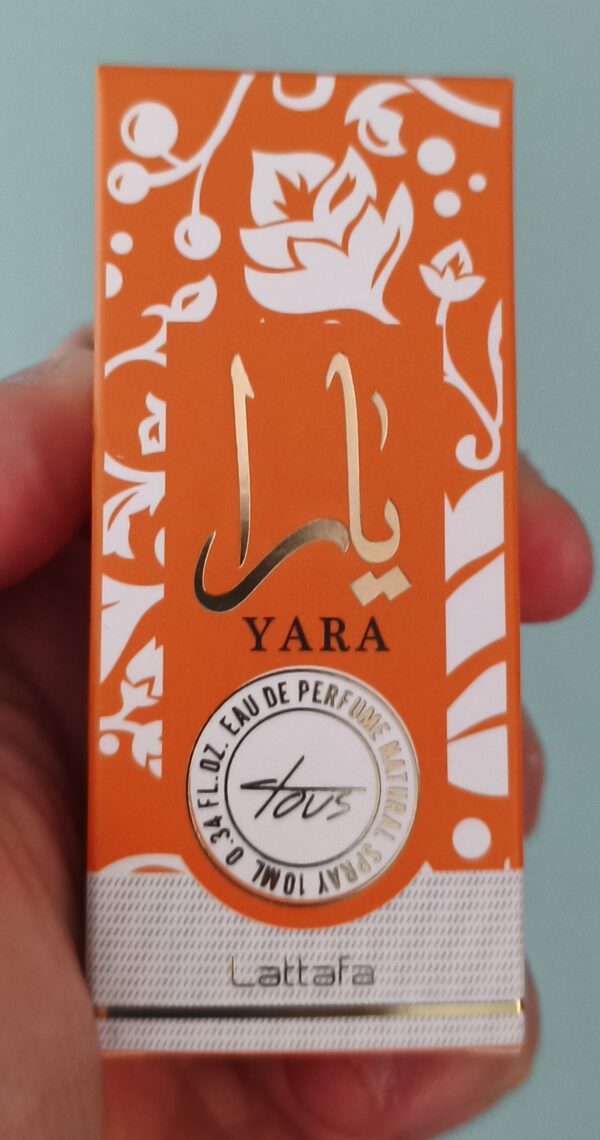 يارا
YARA
EAU DE PERFUME NATURAL SPRAY 10ML 0.34 FL.OZ.
tous
Lattafa